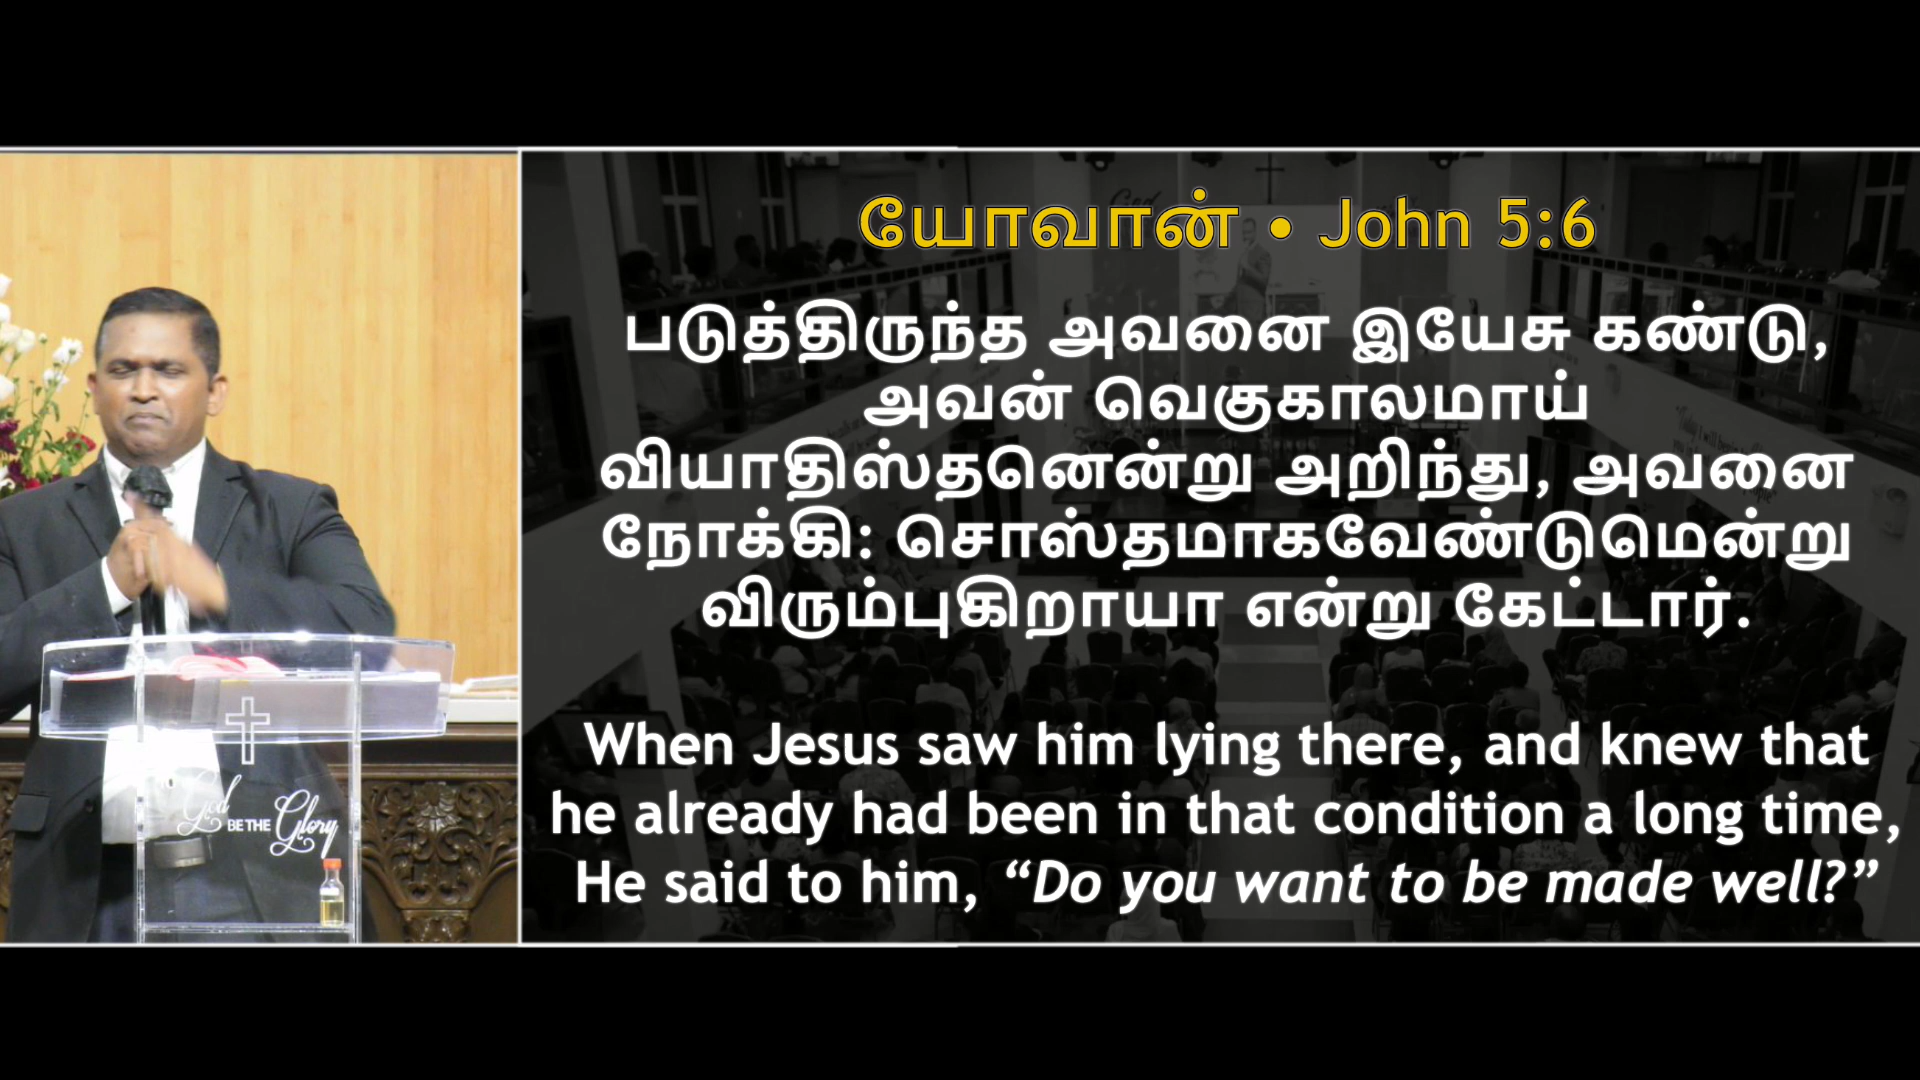 யோவான் • John 5:6
படுத்திருந்த அவனை இயேசு கண்டு,
அவன் வெகுகாலமாய்
வியாதிஸ்தனென்று அறிந்து, அவனை
நோக்கி: சொஸ்தமாகவேண்டுமென்று
விரும்புகிறாயா என்று கேட்டார்.
When Jesus saw him lying there, and knew that
he already had been in that condition a long time,
He said to him, “Do you want to be made well?”
God
BE THE Glory